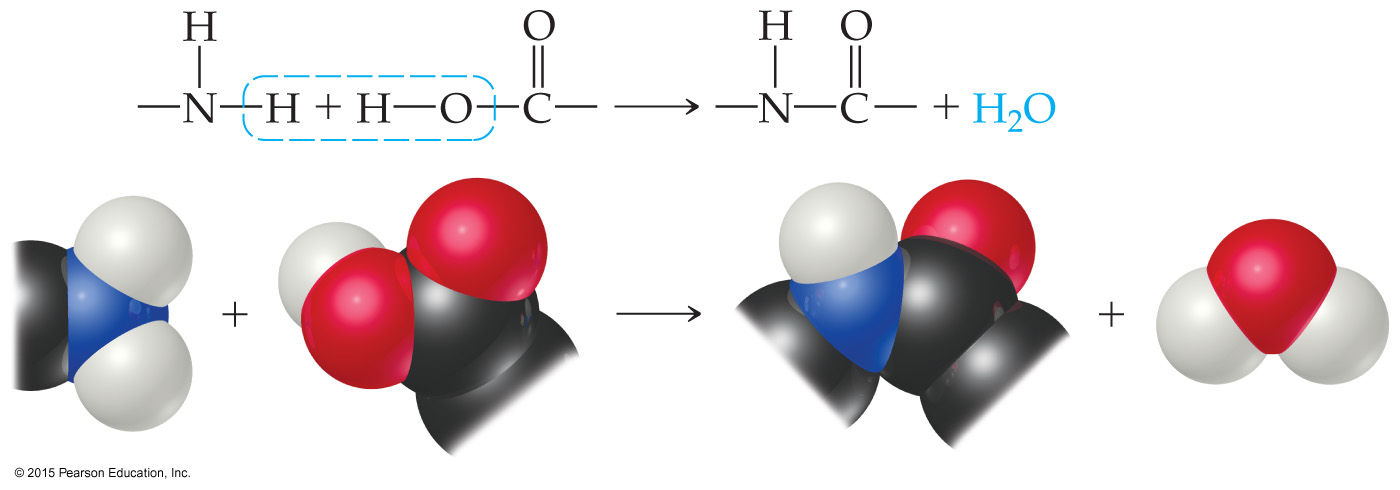 H O H O
—N—H + H—O—C— ⟶ —N—C— + H₂O
+ ⟶ +
© 2015 Pearson Education, Inc.